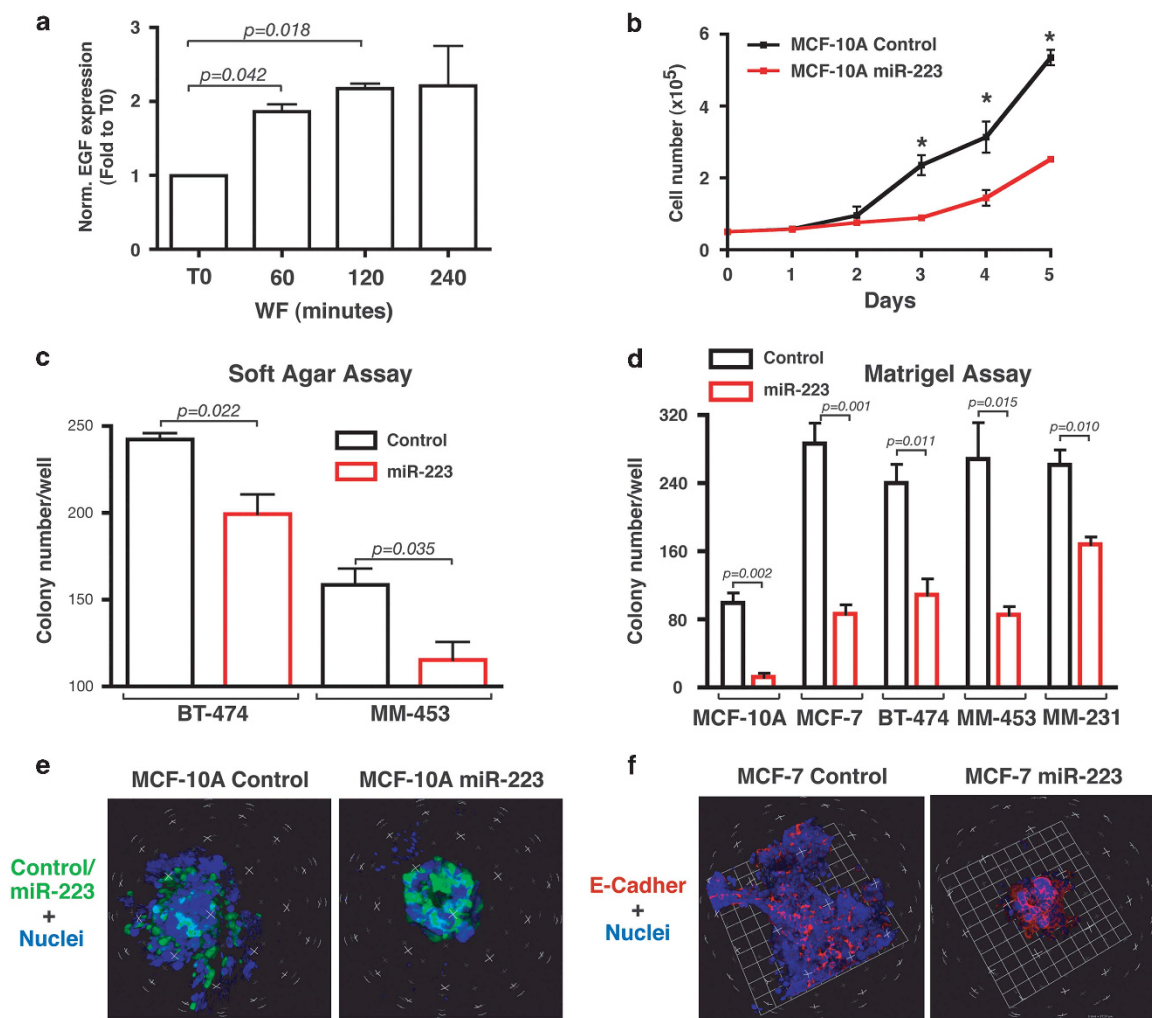 a
Norm. EGF expression
(Fold to T0)
3
2
1
0
p=0.018
p=0.042
T0 60 120 240
WF (minutes)
b
Cell number (x10⁵)
6
4
2
0
MCF-10A Control
MCF-10A miR-223
* * *
0 1 2 3 4 5
Days
c
Soft Agar Assay
Colony number/well
250
200
150
100
p=0.022
p=0.035
Control
miR-223
BT-474 MM-453
d
Control
miR-223
Matrigel Assay
Colony number/well
320
240
160
80
0
p=0.002
p=0.001
p=0.011
p=0.015
p=0.010
MCF-10A MCF-7 BT-474 MM-453 MM-231
e
MCF-10A Control MCF-10A miR-223
Control/
miR-223
+
Nuclei
f
MCF-7 Control MCF-7 miR-223
E-Cadher
+
Nuclei